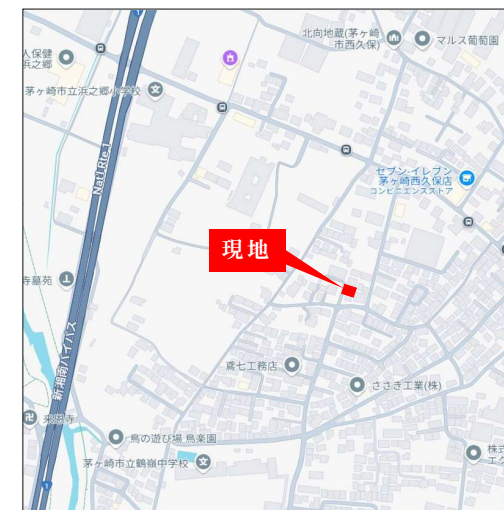 北向地蔵(茅ヶ崎
市西久保)
マルス葡萄園
人保健
浜之郷
茅ヶ崎市立浜之郷小学校
Nat'l Rte 1
セブン-イレブン
茅ヶ崎西久保店
コンビニエンスストア
現地
寺墓苑
新湘南バイパス
鳶七工務店
ささき工業(株)
鳥の遊び場 鳥楽園
茅ヶ崎市立鶴嶺中学校
株式
エク